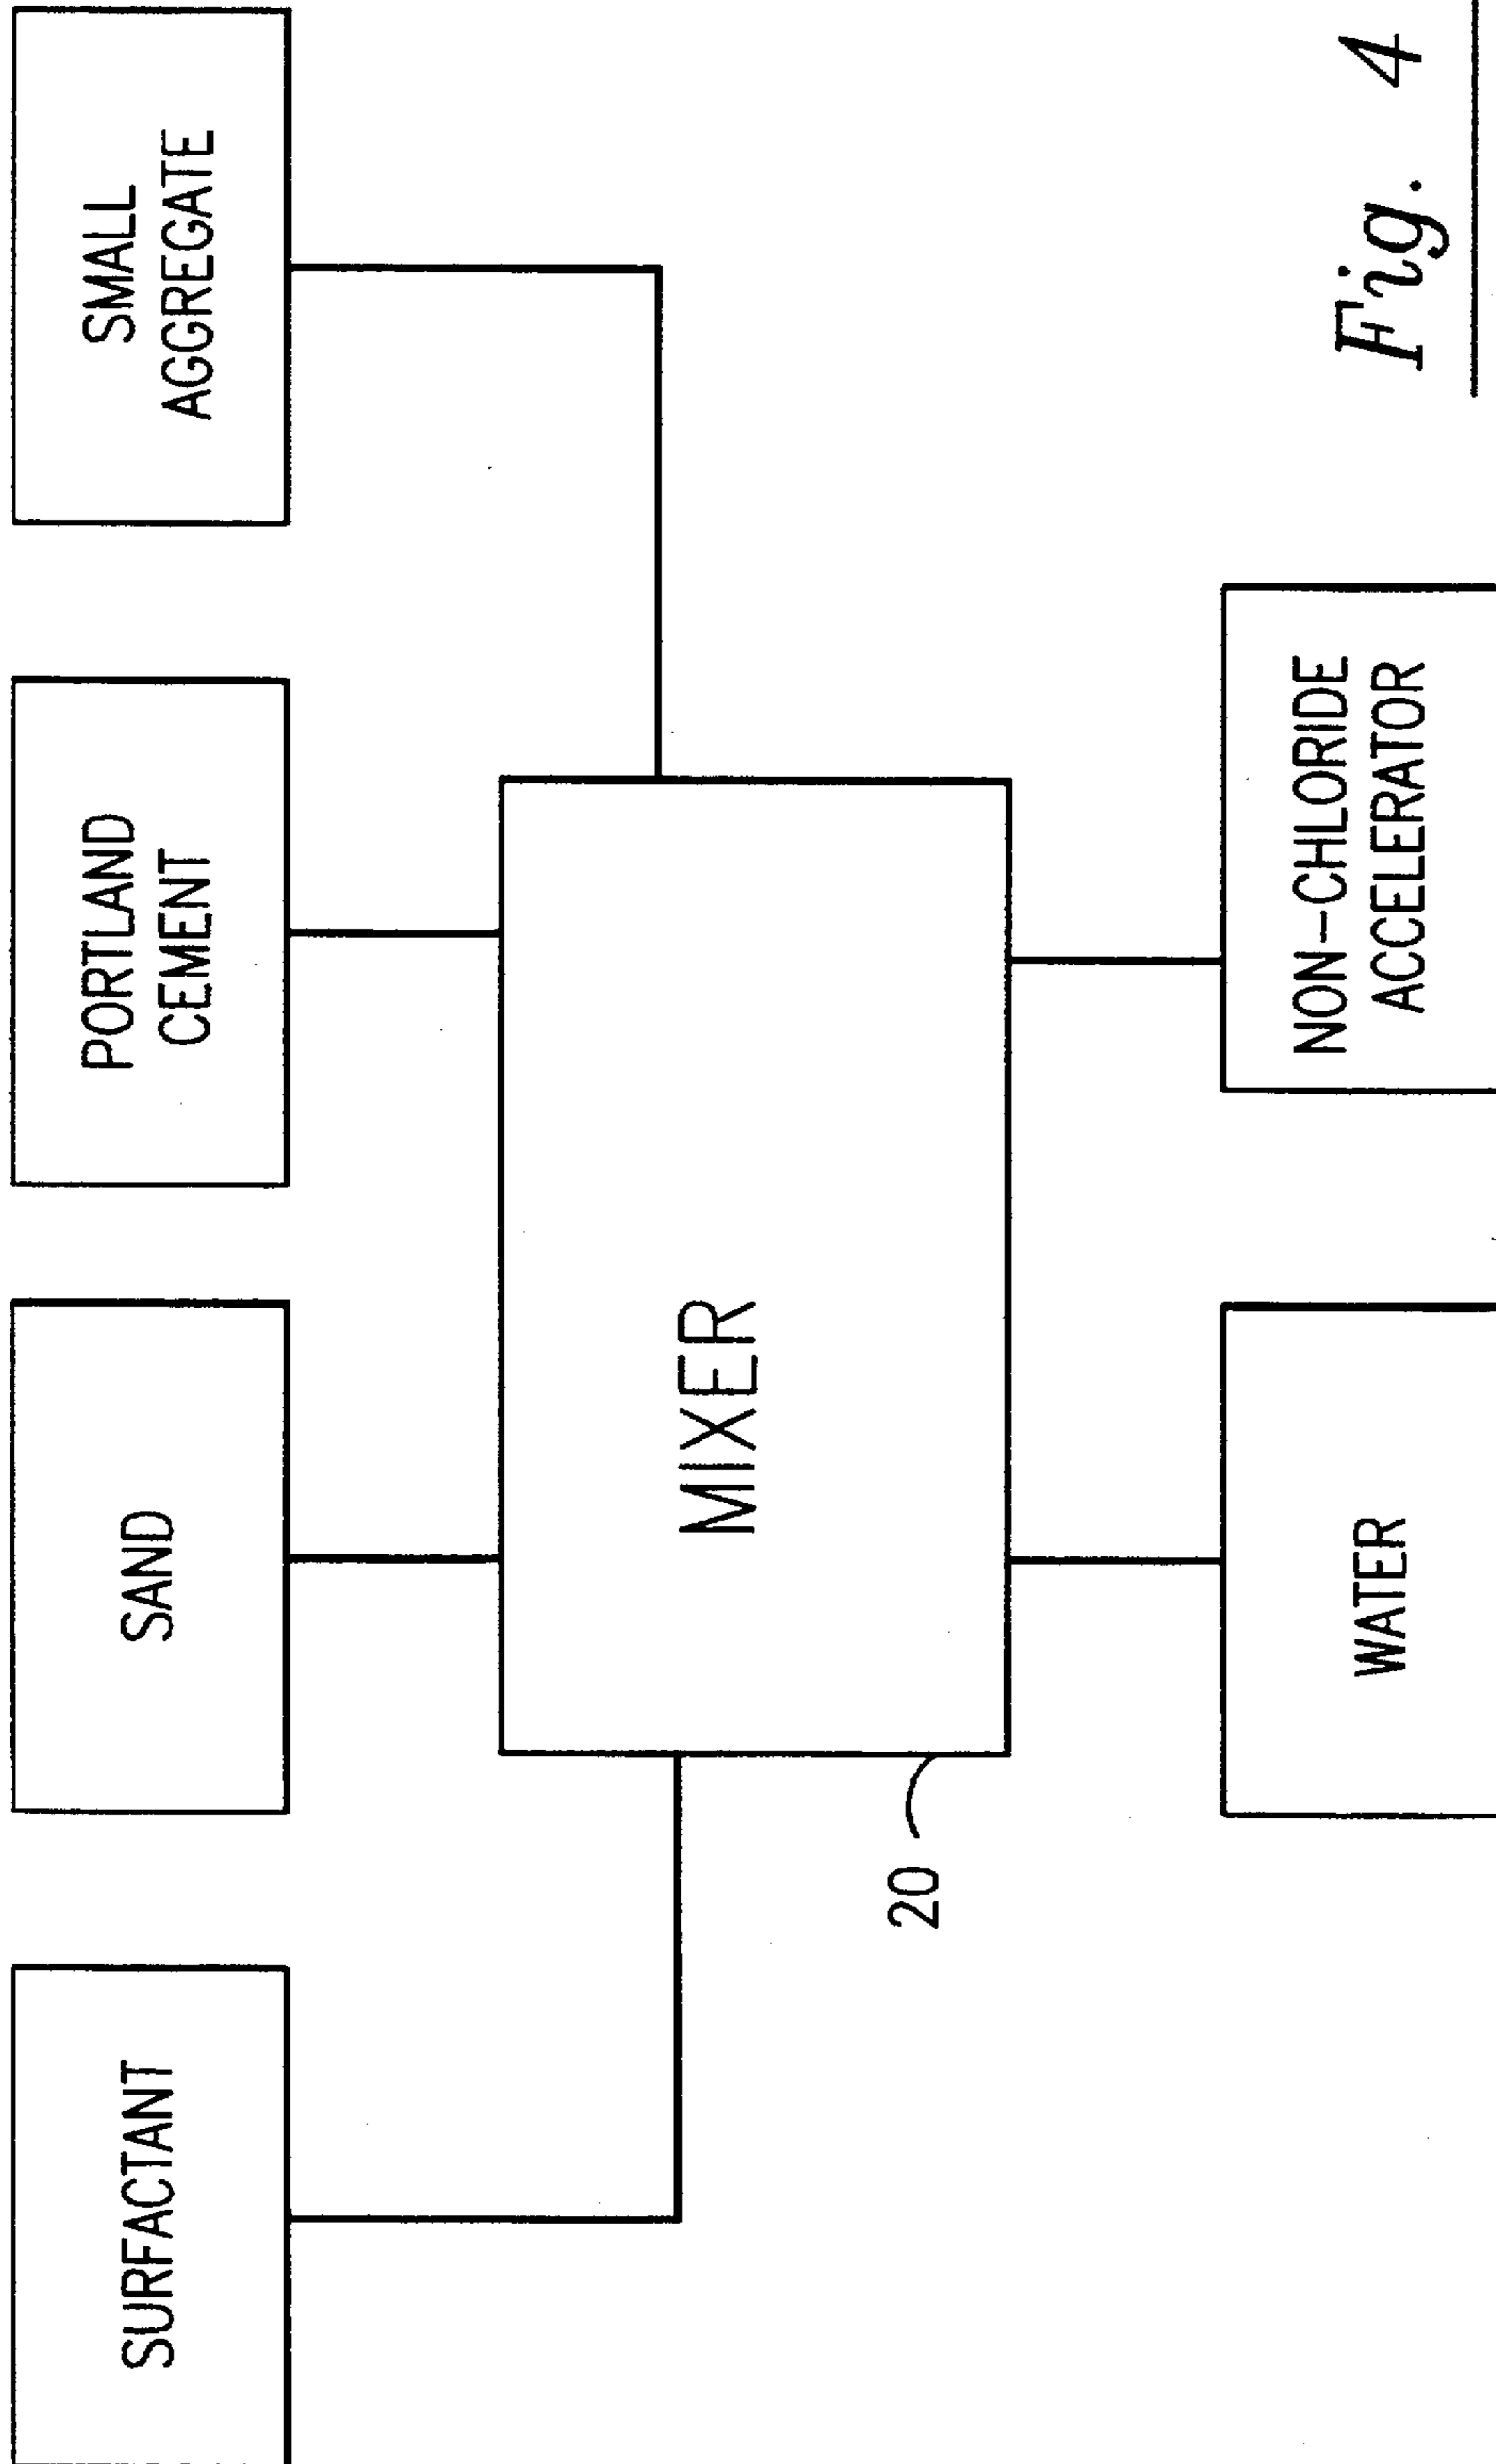 SURFACTANT
SAND
PORTLAND
CEMENT
SMALL
AGGREGATE
MIXER
20
WATER
NON-CHLORIDE
ACCELERATOR
Fig. 4